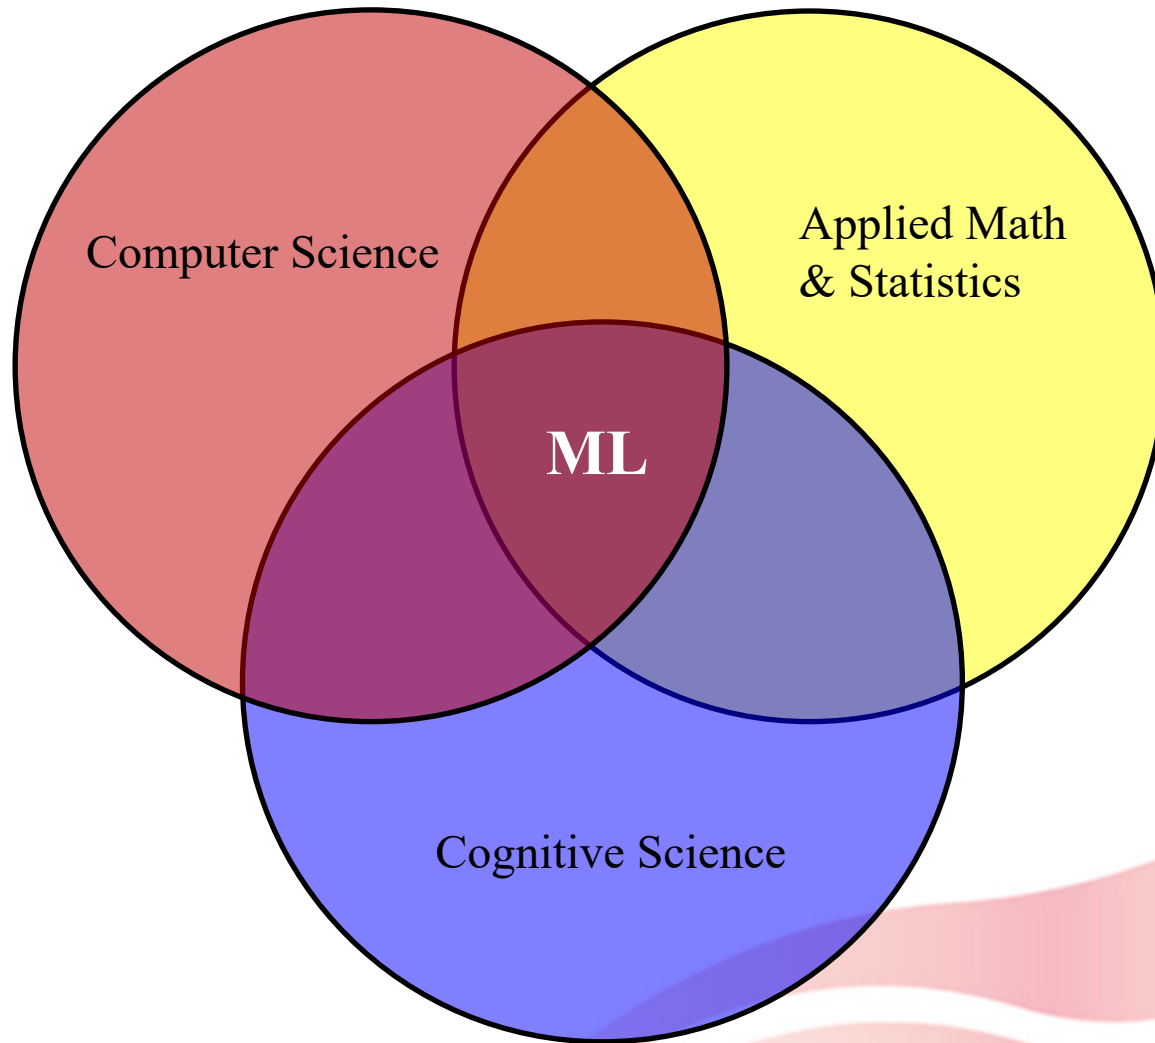 Computer Science
Applied Math
& Statistics
ML
Cognitive Science